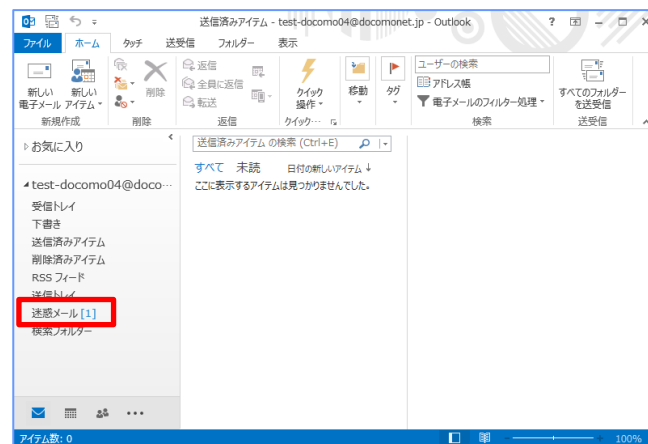 送信済みアイテム - test-docomo04@docomonet.jp - Outlook
ファイル ホーム タッチ 送受信 フォルダー 表示
新しい 電子メール
新しい アイテム
削除
返信
全員に返信
転送
クイック 操作
移動
タグ
ユーザーの検索
アドレス帳
電子メールのフィルター処理
すべてのフォルダー を送受信
新規作成 削除 返信 クイック… 検索 送受信
お気に入り
送信済みアイテム の検索 (Ctrl+E)
すべて 未読 日付の新しいアイテム ↓
ここに表示するアイテムは見つかりませんでした。
test-docomo04@doco…
受信トレイ
下書き
送信済みアイテム
削除済みアイテム
RSS フィード
送信トレイ
迷惑メール [1]
検索フォルダー
アイテム数: 0
100%